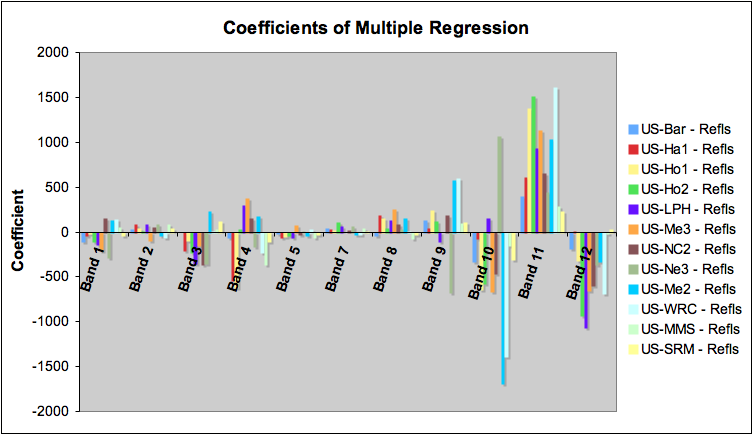 Coefficients of Multiple Regression
Coefficient
2000
1500
1000
500
0
-500
-1000
-1500
-2000
Band 1
Band 2
Band 3
Band 4
Band 5
Band 7
Band 8
Band 9
Band 10
Band 11
Band 12
US-Bar - Refls
US-Ha1 - Refls
US-Ho1 - Refls
US-Ho2 - Refls
US-LPH - Refls
US-Me3 - Refls
US-NC2 - Refls
US-Ne3 - Refls
US-Me2 - Refls
US-WRC - Refls
US-MMS - Refls
US-SRM - Refls